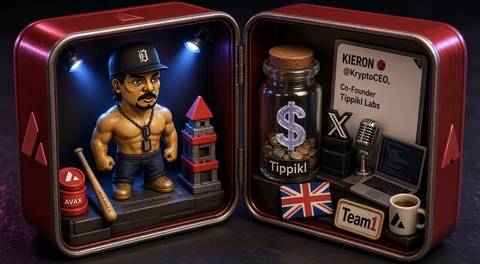 D
AVAX
KIERON
@KryptoCEO,
Co-Founder
Tippikl Labs
$
Tippikl
X
Team1